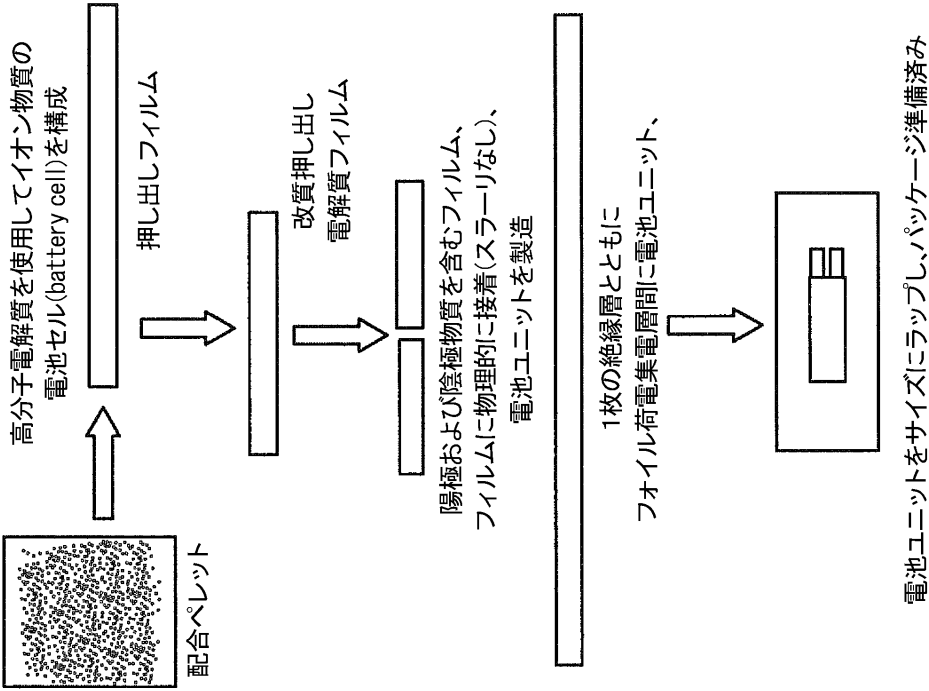 高分子電解質を使用してイオン物質の
電池セル(battery cell)を構成
配合ペレット
押し出しフィルム
改質押し出し
電解質フィルム
陽極および陰極物質を含むフィルム、
フィルムに物理的に接着(スラーリなし)、
電池ユニットを製造
1枚の絶縁層とともに
フォイル荷電集電層間に電池ユニット、
電池ユニットをサイズにラップし、パッケージ準備済み